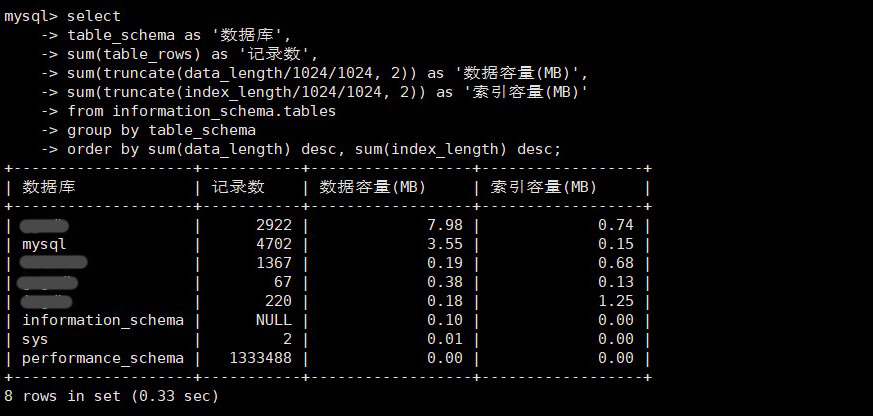 mysql> select
    -> table_schema as '数据库',
    -> sum(table_rows) as '记录数',
    -> sum(truncate(data_length/1024/1024, 2)) as '数据容量(MB)',
    -> sum(truncate(index_length/1024/1024, 2)) as '索引容量(MB)'
    -> from information_schema.tables
    -> group by table_schema
    -> order by sum(data_length) desc, sum(index_length) desc;
+--------------------+-----------+------------------+------------------+
| 数据库 | 记录数 | 数据容量(MB) | 索引容量(MB) |
+--------------------+-----------+------------------+------------------+
| | 2922 | 7.98 | 0.74 |
| mysql | 4702 | 3.55 | 0.15 |
| | 1367 | 0.19 | 0.68 |
| | 67 | 0.38 | 0.13 |
| | 220 | 0.18 | 1.25 |
| information_schema | NULL | 0.10 | 0.00 |
| sys | 2 | 0.01 | 0.00 |
| performance_schema | 1333488 | 0.00 | 0.00 |
+--------------------+-----------+------------------+------------------+
8 rows in set (0.33 sec)